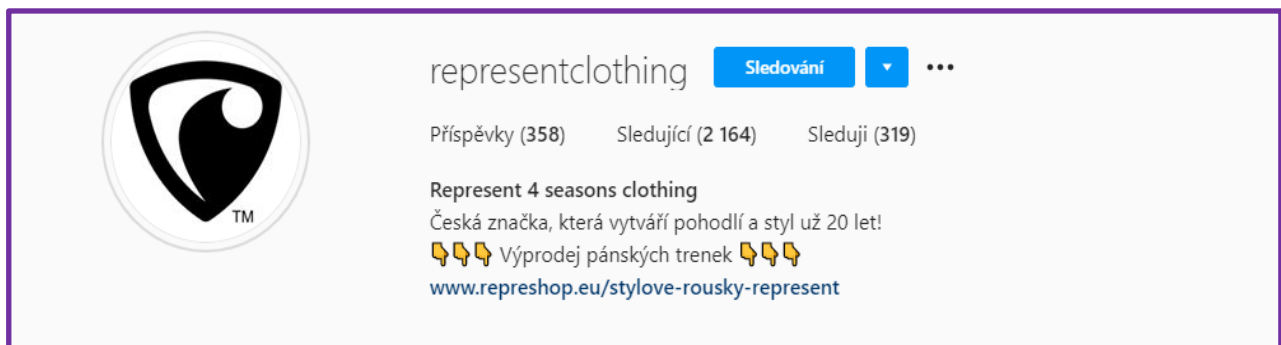 representclothing Sledování
Příspěvky (358) Sledující (2 164) Sleduji (319)
Represent 4 seasons clothing
Česká značka, která vytváří pohodlí a styl už 20 let!
👇👇👇 Výprodej pánských trenek 👇👇👇
www.represhop.eu/stylove-rousky-represent
TM